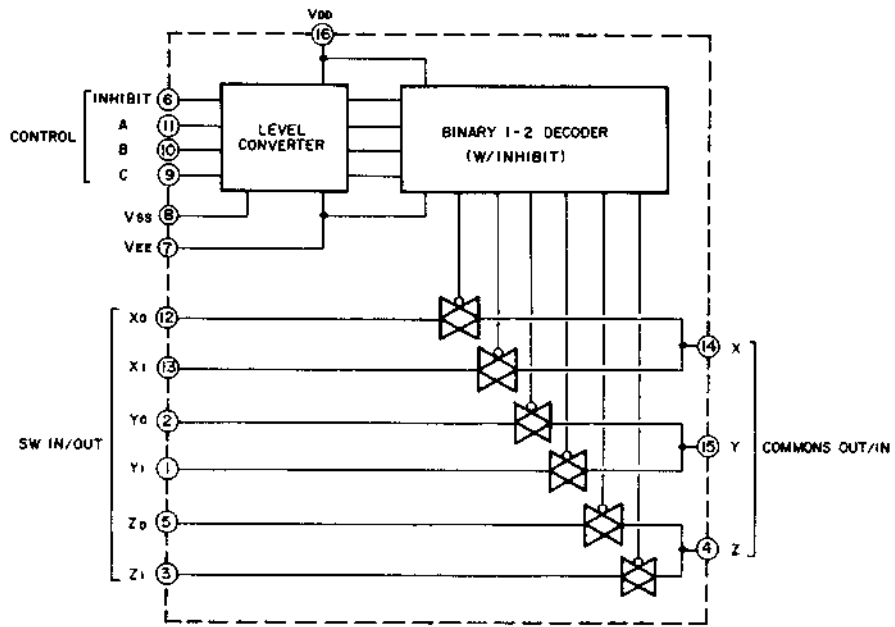 VDD
16
INHIBIT 6
A 11
B 10
C 9
CONTROL
LEVEL
CONVERTER
BINARY 1-2 DECODER
(W/INHIBIT)
VSS 8
VEE 7
X0 12
X1 13
Y0 2
Y1 1
Z0 5
Z1 3
SW IN/OUT
14 X
15 Y
4 Z
COMMONS OUT/IN